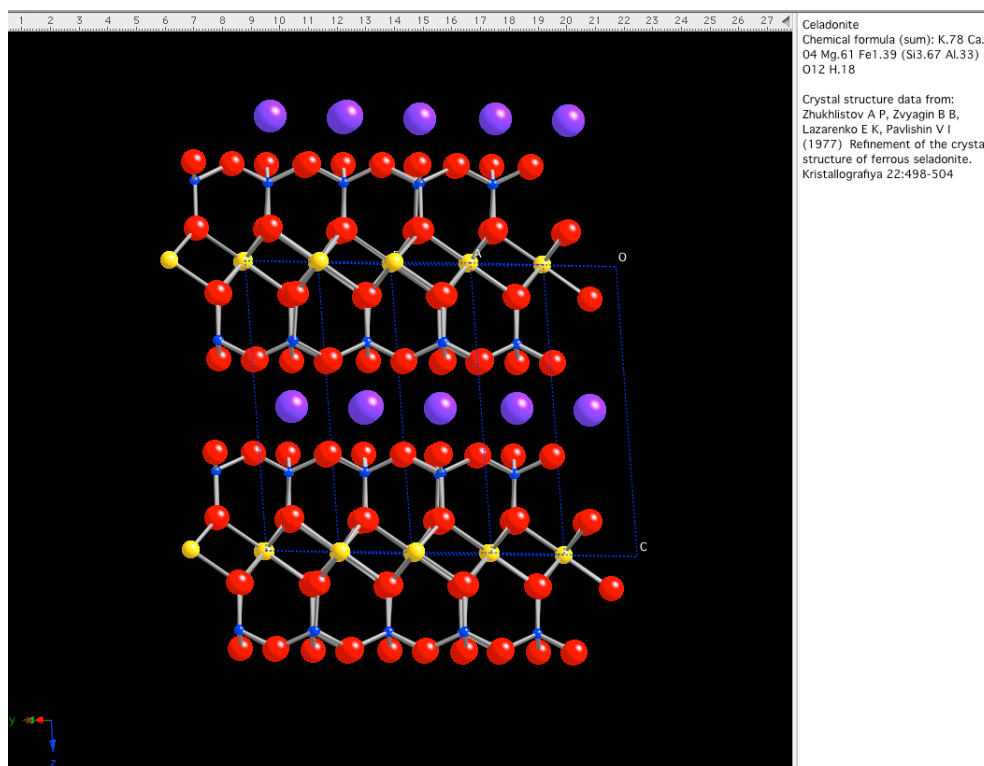 1 2 3 4 5 6 7 8 9 10 11 12 13 14 15 16 17 18 19 20 21 22 23 24 25 26 27
Celadonite
Chemical formula (sum): K.78 Ca.
04 Mg.61 Fe1.39 (Si3.67 Al.33)
O12 H.18
Crystal structure data from:
Zhukhlistov A P, Zvyagin B B,
Lazarenko E K, Pavlishin V I
(1977) Refinement of the crysta
structure of ferrous seladonite.
Kristallografiya 22:498-504
A
O
C
y
z